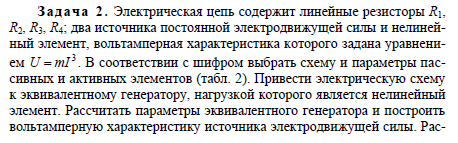 Задача 2. Электрическая цепь содержит линейные резисторы R1,
R2, R3, R4; два источника постоянной электродвижущей силы и нелиней-
ный элемент, вольтамперная характеристика которого задана уравнени-
ем U = mI³. В соответствии с шифром выбрать схему и параметры пас-
сивных и активных элементов (табл. 2). Привести электрическую схему
к эквивалентному генератору, нагрузкой которого является нелинейный
элемент. Рассчитать параметры эквивалентного генератора и построить
вольтамперную характеристику источника электродвижущей силы. Рас-